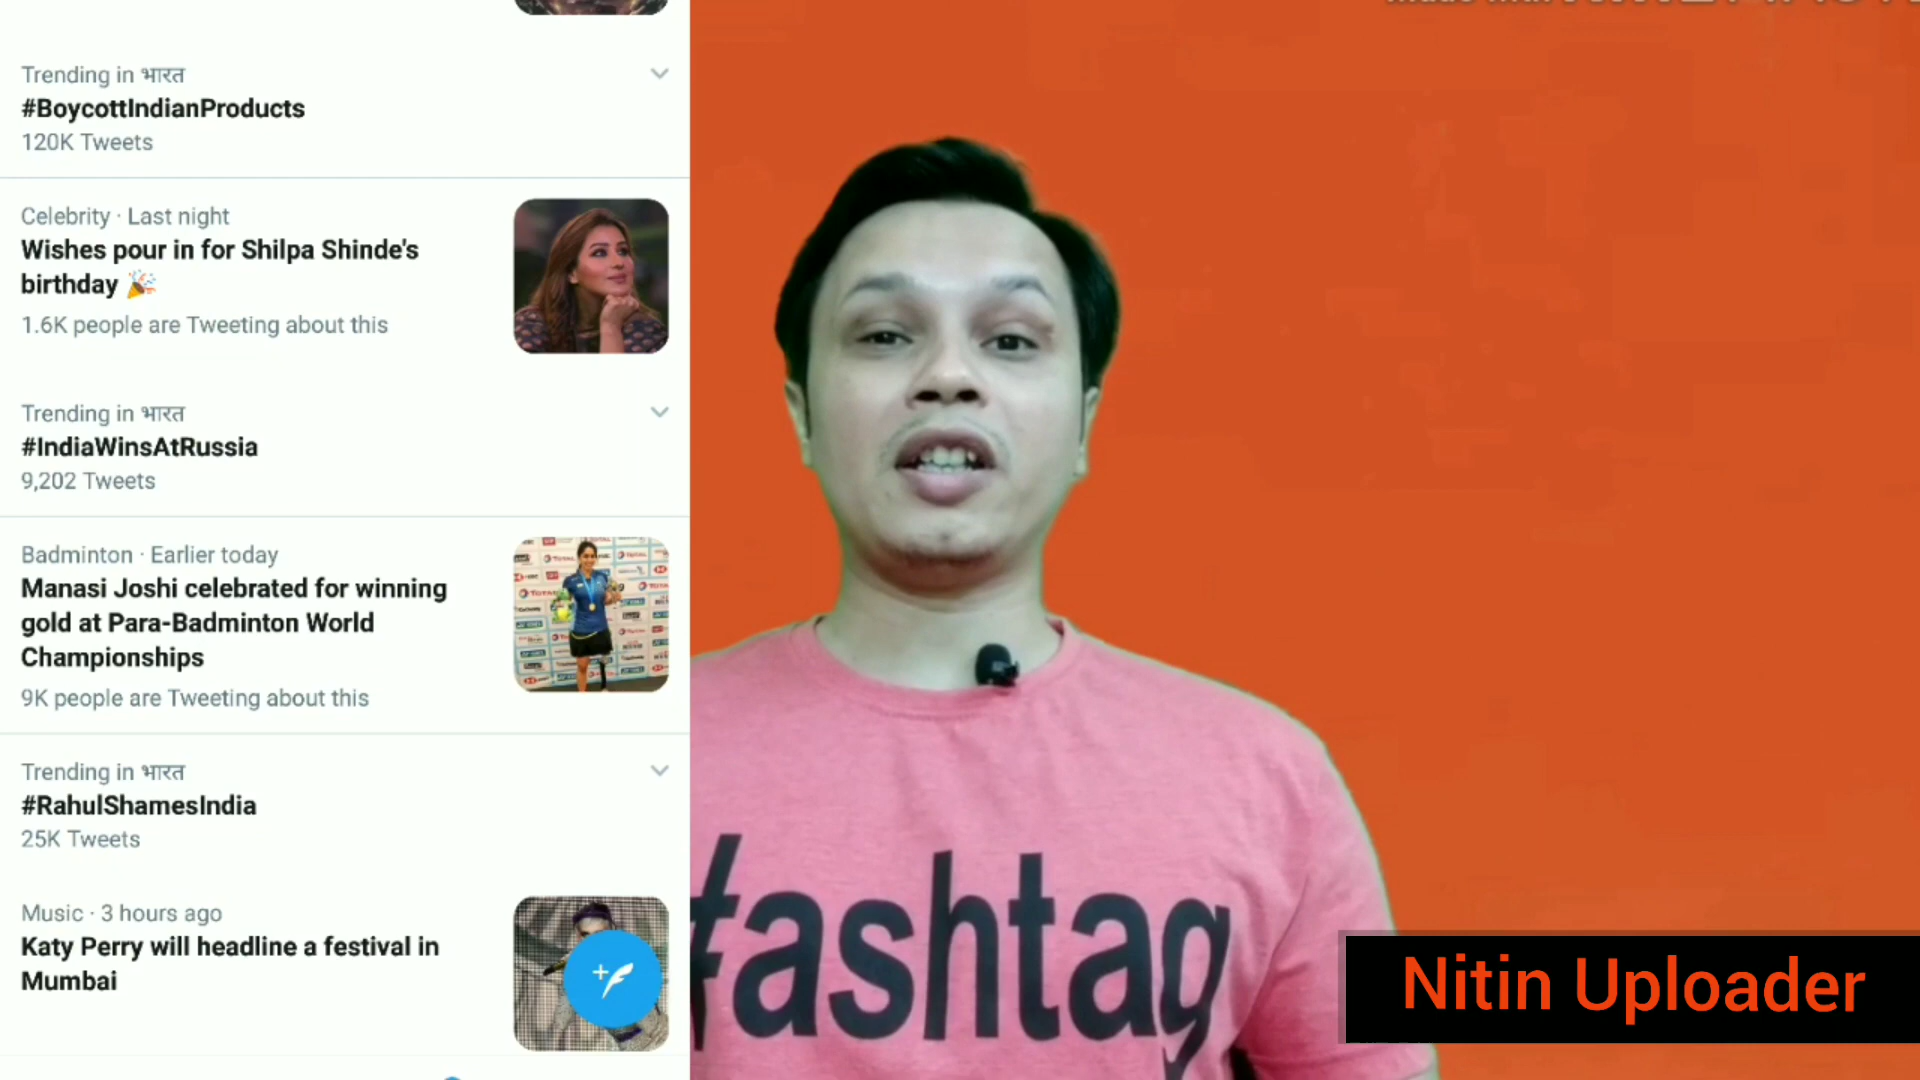 Trending in भारत
#BoycottIndianProducts
120K Tweets
Celebrity · Last night
Wishes pour in for Shilpa Shinde's
birthday 🎉
1.6K people are Tweeting about this
Trending in भारत
#IndiaWinsAtRussia
9,202 Tweets
Badminton · Earlier today
Manasi Joshi celebrated for winning
gold at Para-Badminton World
Championships
9K people are Tweeting about this
Trending in भारत
#RahulShamesIndia
25K Tweets
Music · 3 hours ago
Katy Perry will headline a festival in
Mumbai
#ashtag
Nitin Uploader